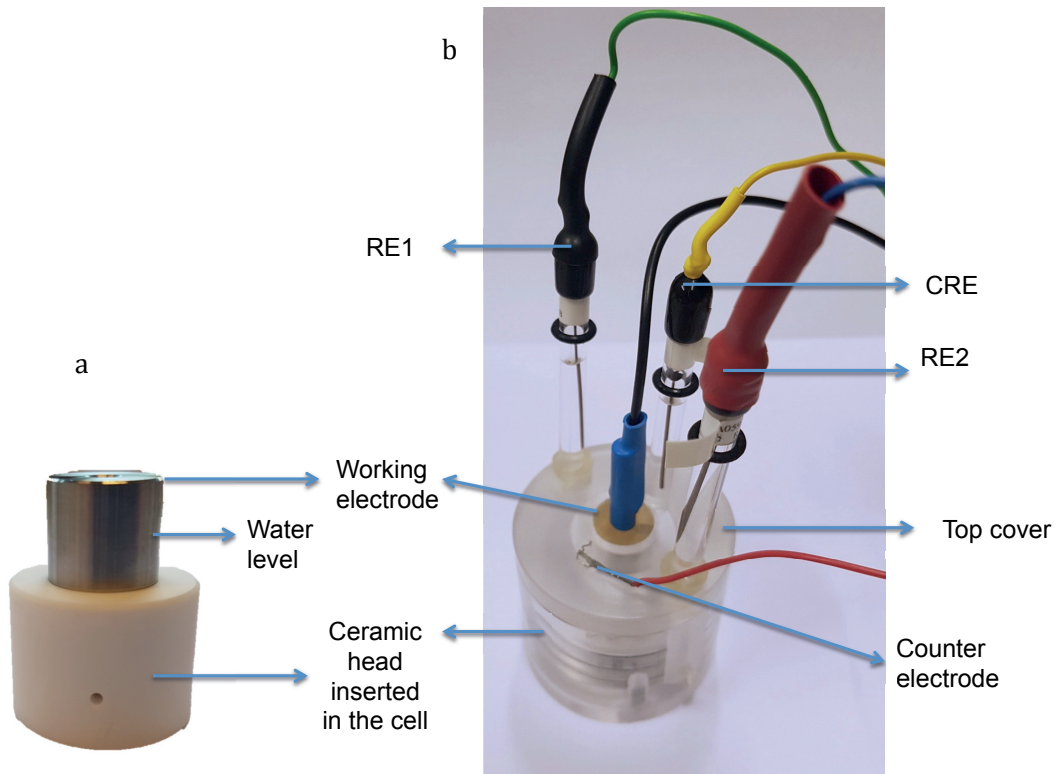 b
RE1
CRE
RE2
a
Working
electrode
Water
level
Top cover
Ceramic
head
inserted
in the cell
Counter
electrode